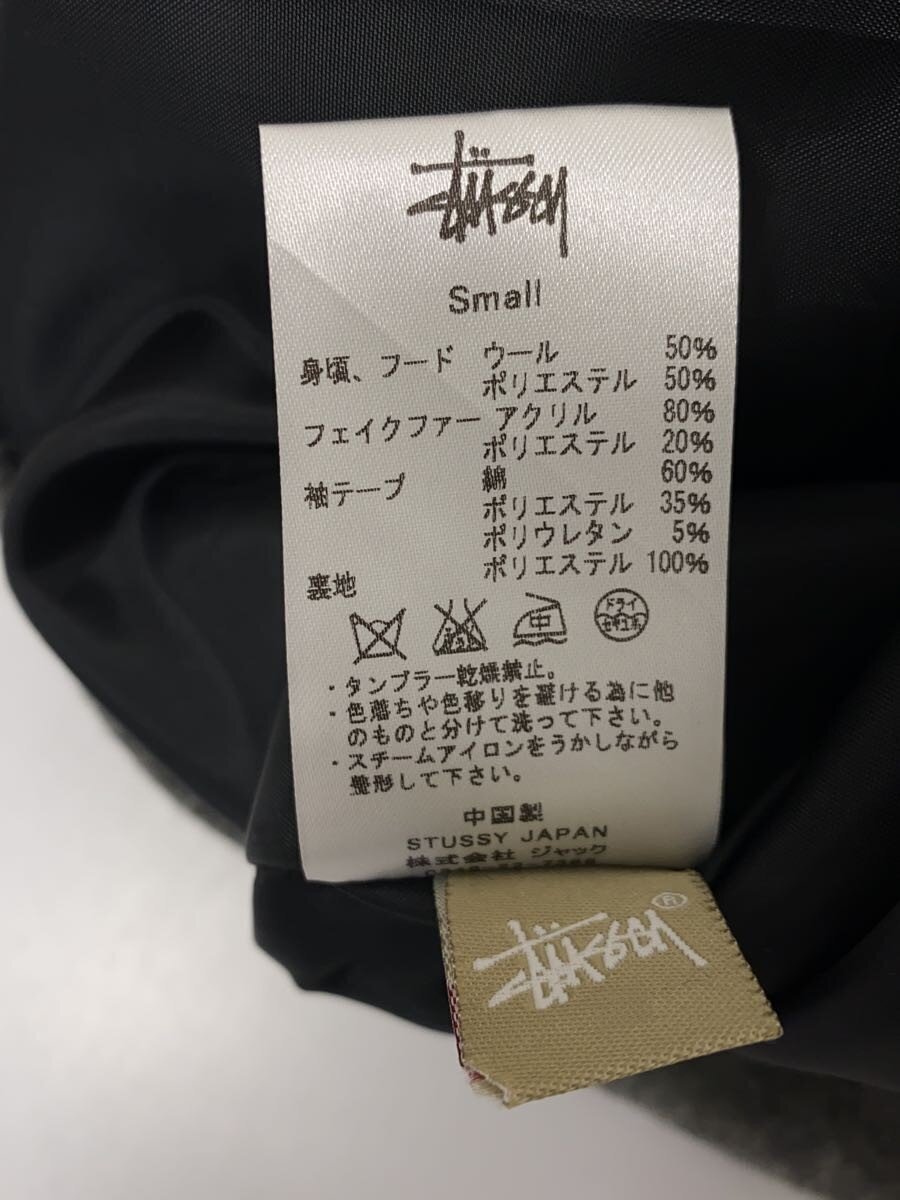 Stüssy
Small
身頃、フード ウール 50%
ポリエステル 50%
フェイクファー アクリル 80%
ポリエステル 20%
袖テープ 綿 60%
ポリエステル 35%
ポリウレタン 5%
裏地 ポリエステル 100%
中 ドライ
セキユ系
・タンブラー乾燥禁止。
・色落ちや色移りを避ける為に他
のものと分けて洗って下さい。
・スチームアイロンをうかしながら
整形して下さい。
中国製
STUSSY JAPAN
株式会社 ジャック
Stüssy ®